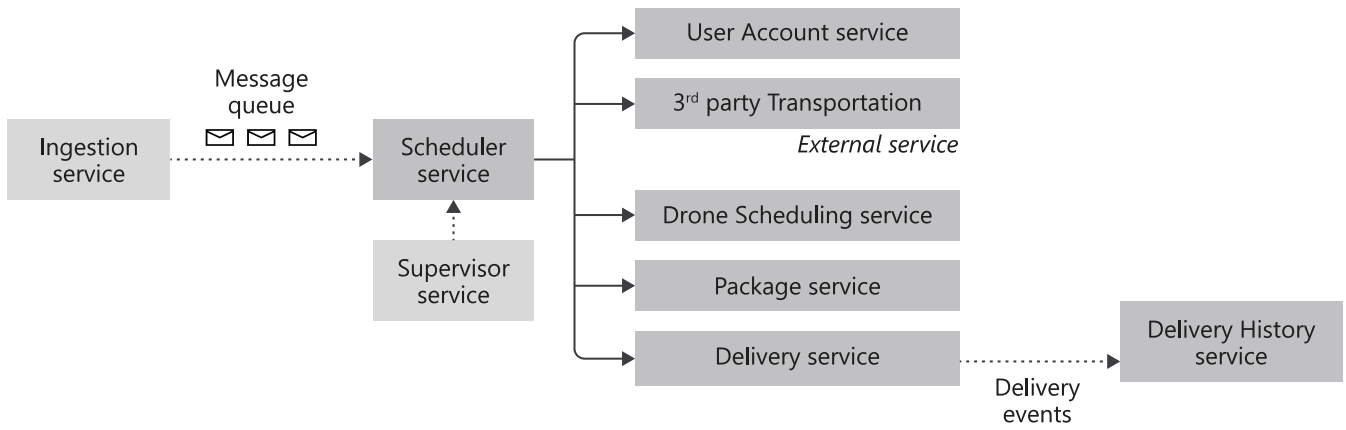 User Account service
Message
queue
3rd party Transportation
External service
Ingestion
service
Scheduler
service
Drone Scheduling service
Supervisor
service
Package service
Delivery service
Delivery History
service
Delivery
events